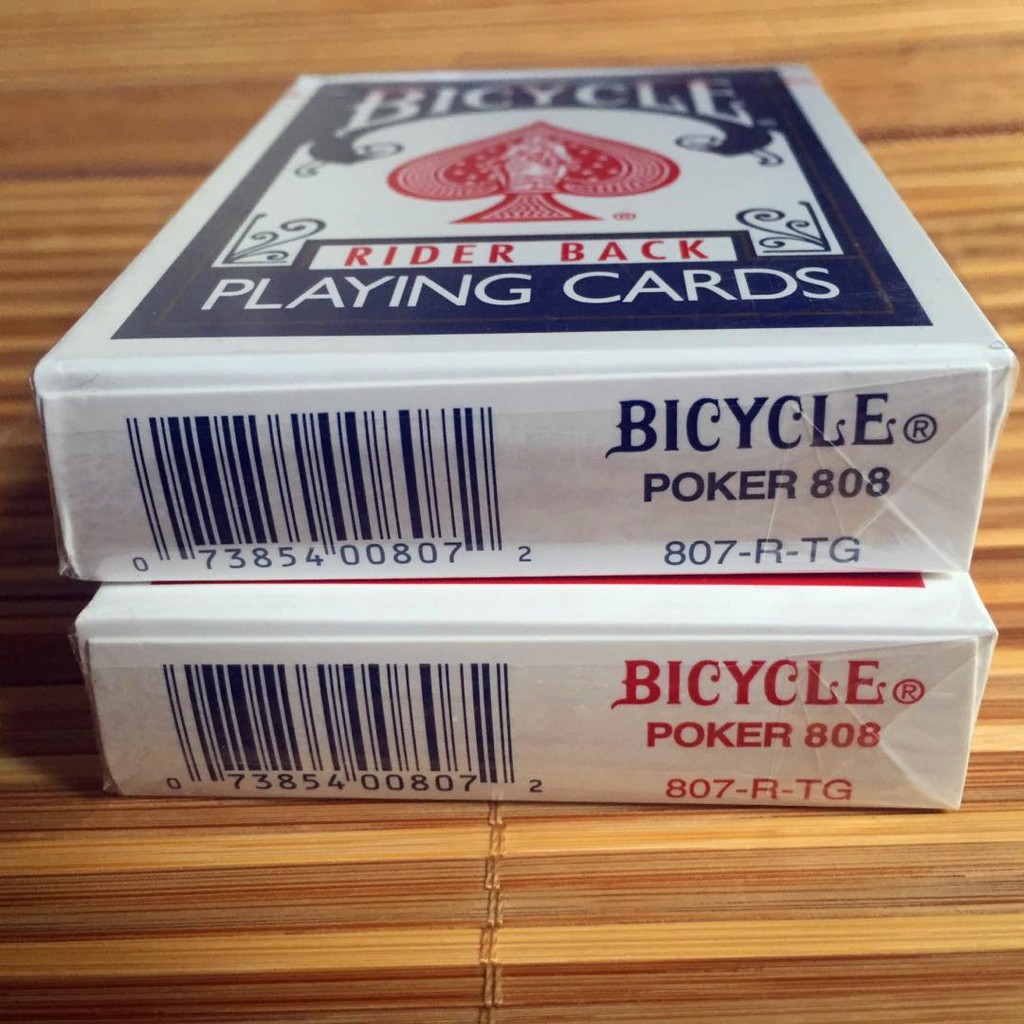 BICYCLE
®
RIDER BACK
PLAYING CARDS
BICYCLE®
POKER 808
0 73854 00807 2
807-R-TG
BICYCLE®
POKER 808
0 73854 00807 2
807-R-TG